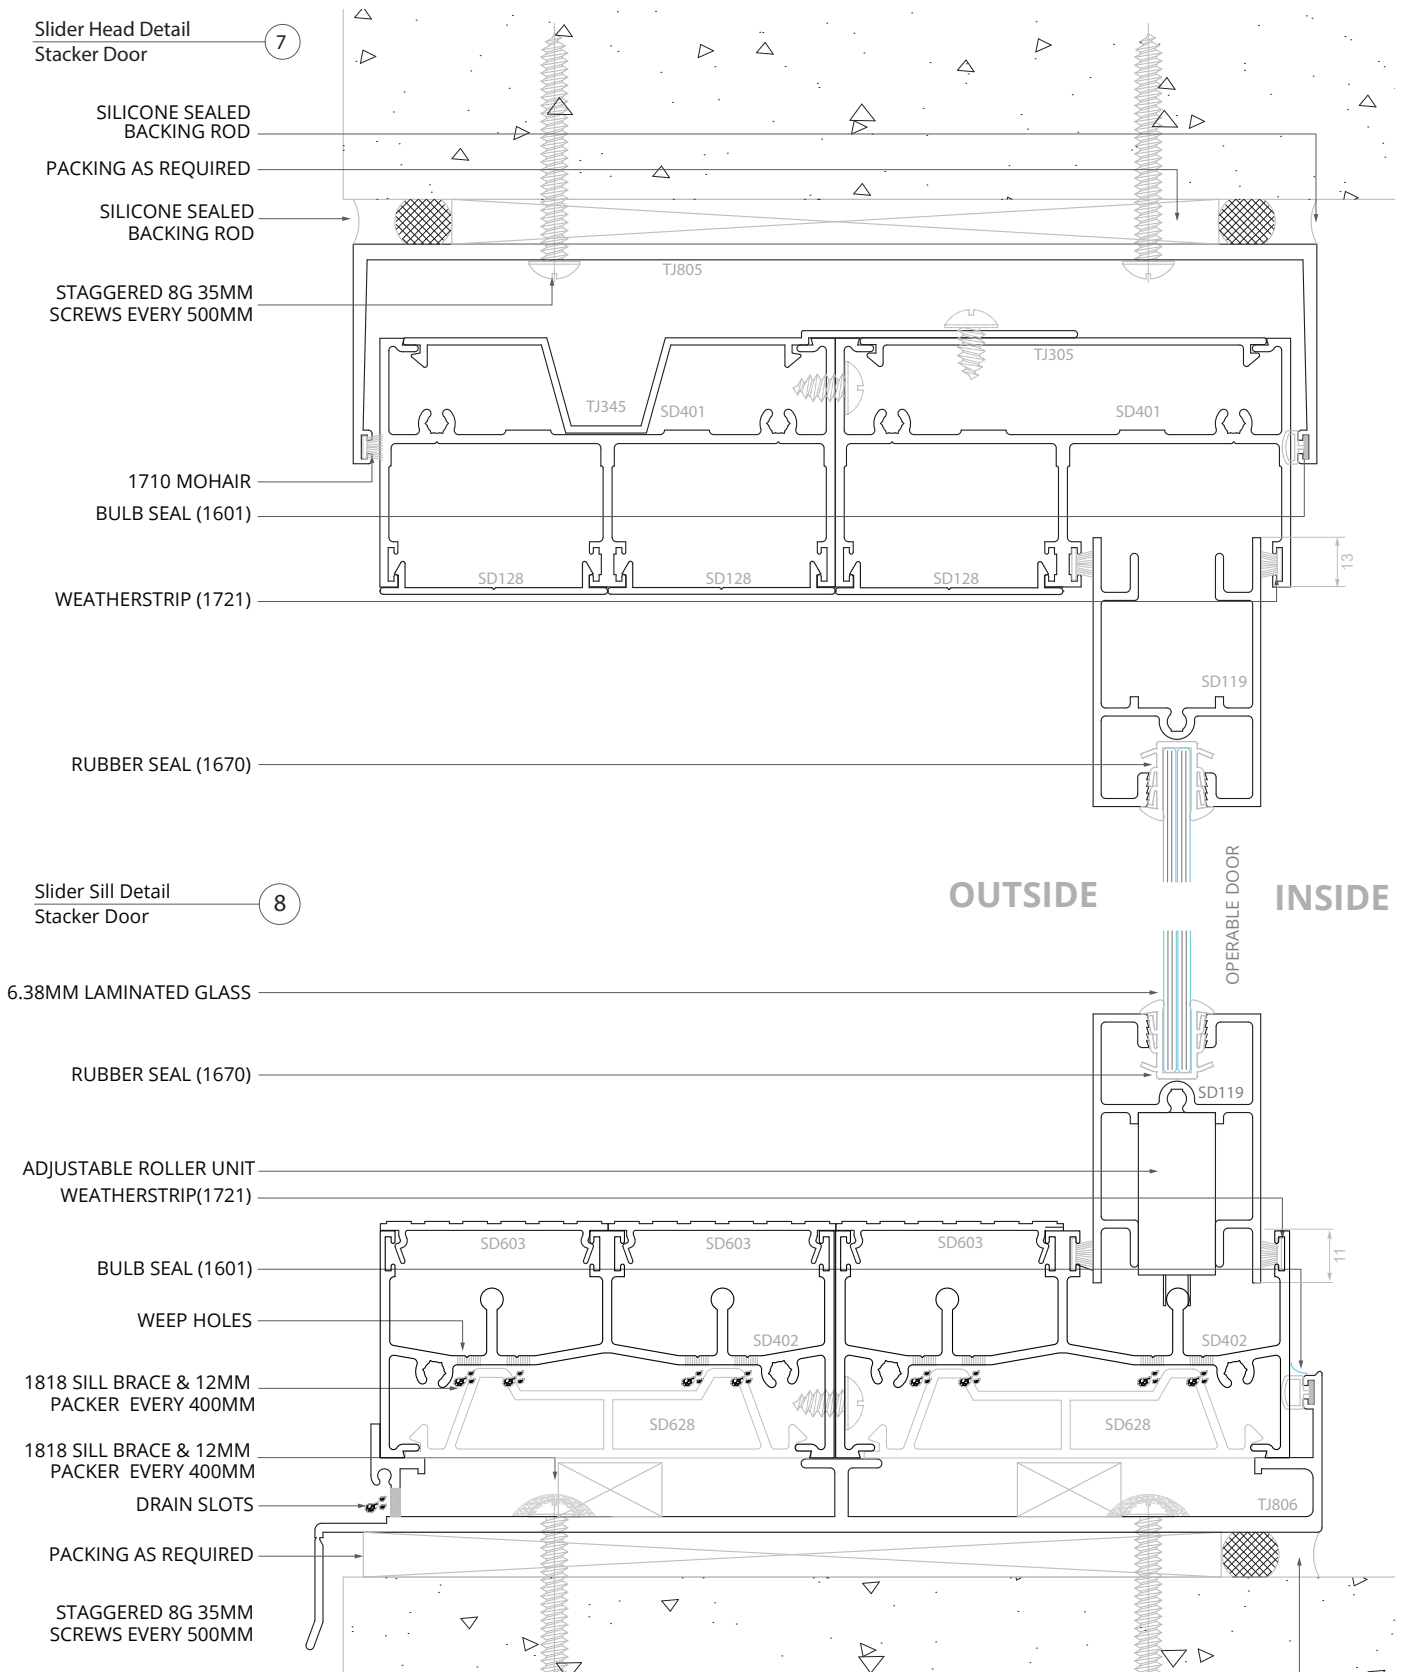 Slider Head Detail
Stacker Door
7
SILICONE SEALED
BACKING ROD
PACKING AS REQUIRED
SILICONE SEALED
BACKING ROD
TJ805
STAGGERED 8G 35MM
SCREWS EVERY 500MM
TJ305
TJ345
SD401
SD401
1710 MOHAIR
BULB SEAL (1601)
13
SD128
SD128
SD128
WEATHERSTRIP (1721)
SD119
RUBBER SEAL (1670)
Slider Sill Detail
Stacker Door
8
OUTSIDE
OPERABLE DOOR
INSIDE
6.38MM LAMINATED GLASS
RUBBER SEAL (1670)
SD119
ADJUSTABLE ROLLER UNIT
WEATHERSTRIP(1721)
SD603
SD603
SD603
11
BULB SEAL (1601)
WEEP HOLES
SD402
SD402
1818 SILL BRACE & 12MM
PACKER EVERY 400MM
SD628
SD628
1818 SILL BRACE & 12MM
PACKER EVERY 400MM
DRAIN SLOTS
TJ806
PACKING AS REQUIRED
STAGGERED 8G 35MM
SCREWS EVERY 500MM